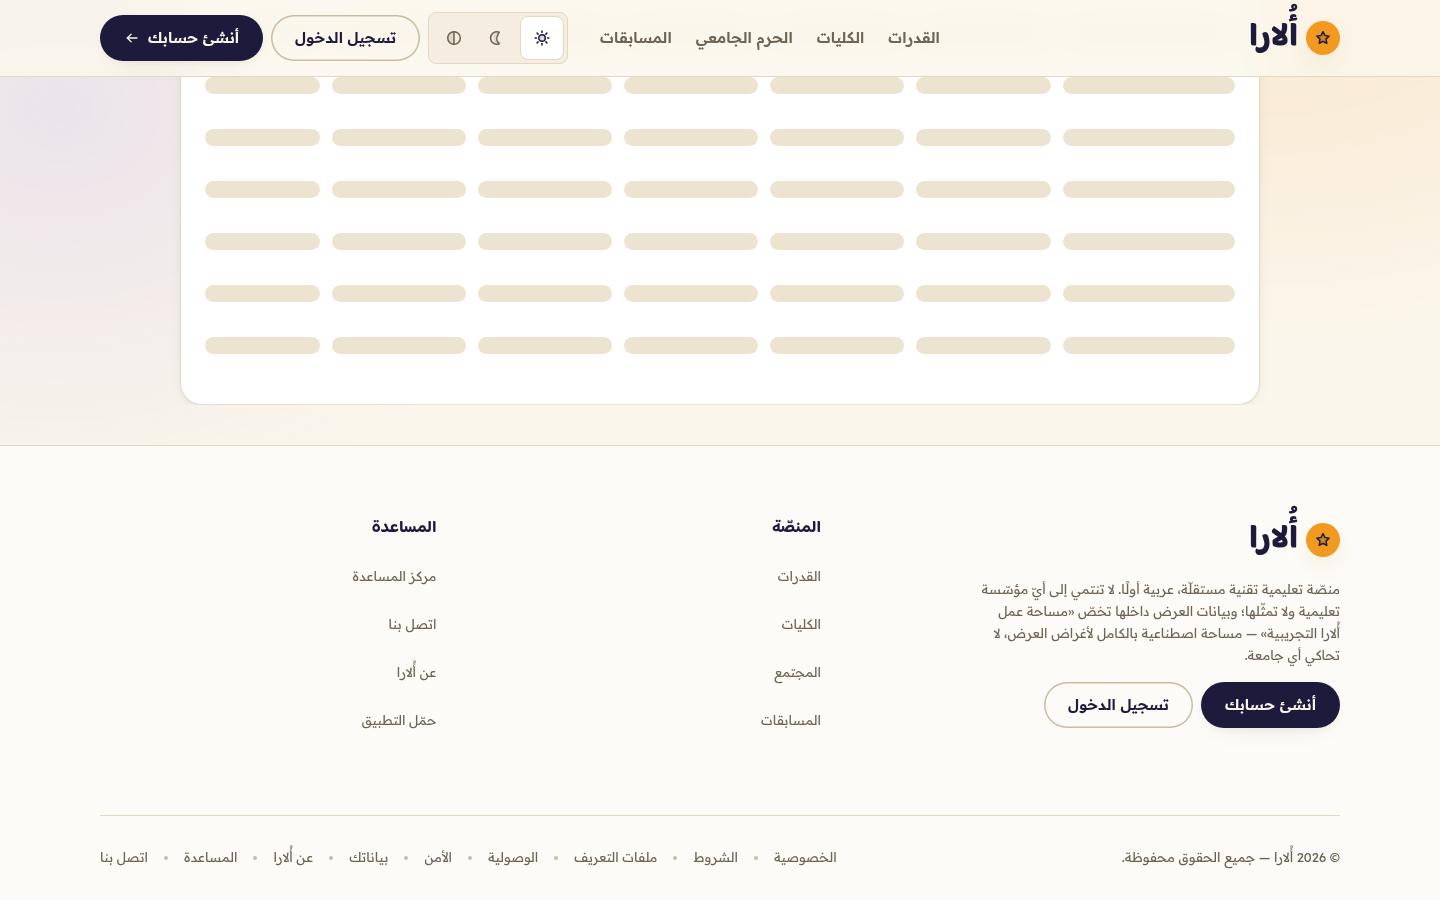 أُلارا
القدرات
الكليات
الحرم الجامعي
المسابقات
تسجيل الدخول
أنشئ حسابك ←
أُلارا
منصّة تعليمية تقنية مستقلّة، عربية أولًا. لا تنتمي إلى أيّ مؤسّسة
تعليمية ولا تمثّلها؛ وبيانات العرض داخلها تخصّ «مساحة عمل
أُلارا التجريبية» — مساحة اصطناعية بالكامل لأغراض العرض، لا
تحاكي أي جامعة.
أنشئ حسابك
تسجيل الدخول
المنصّة
القدرات
الكليات
المجتمع
المسابقات
المساعدة
مركز المساعدة
اتصل بنا
عن أُلارا
حمّل التطبيق
© 2026 أُلارا — جميع الحقوق محفوظة.
الخصوصية • الشروط • ملفات التعريف • الوصولية • الأمن • بياناتك • عن أُلارا • المساعدة • اتصل بنا